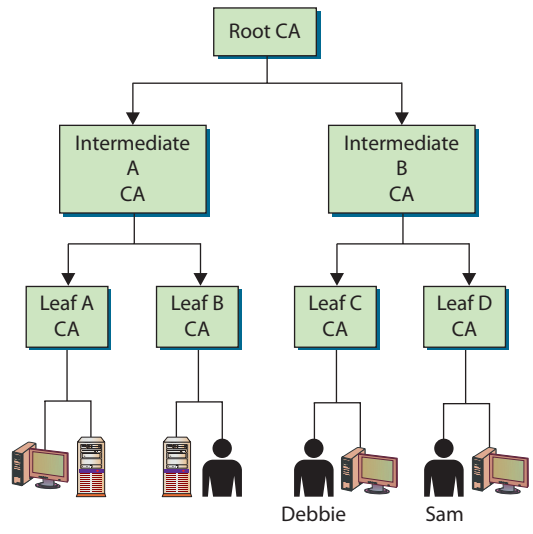 Root CA
Intermediate
A
CA
Intermediate
B
CA
Leaf A
CA
Leaf B
CA
Leaf C
CA
Leaf D
CA
Debbie
Sam